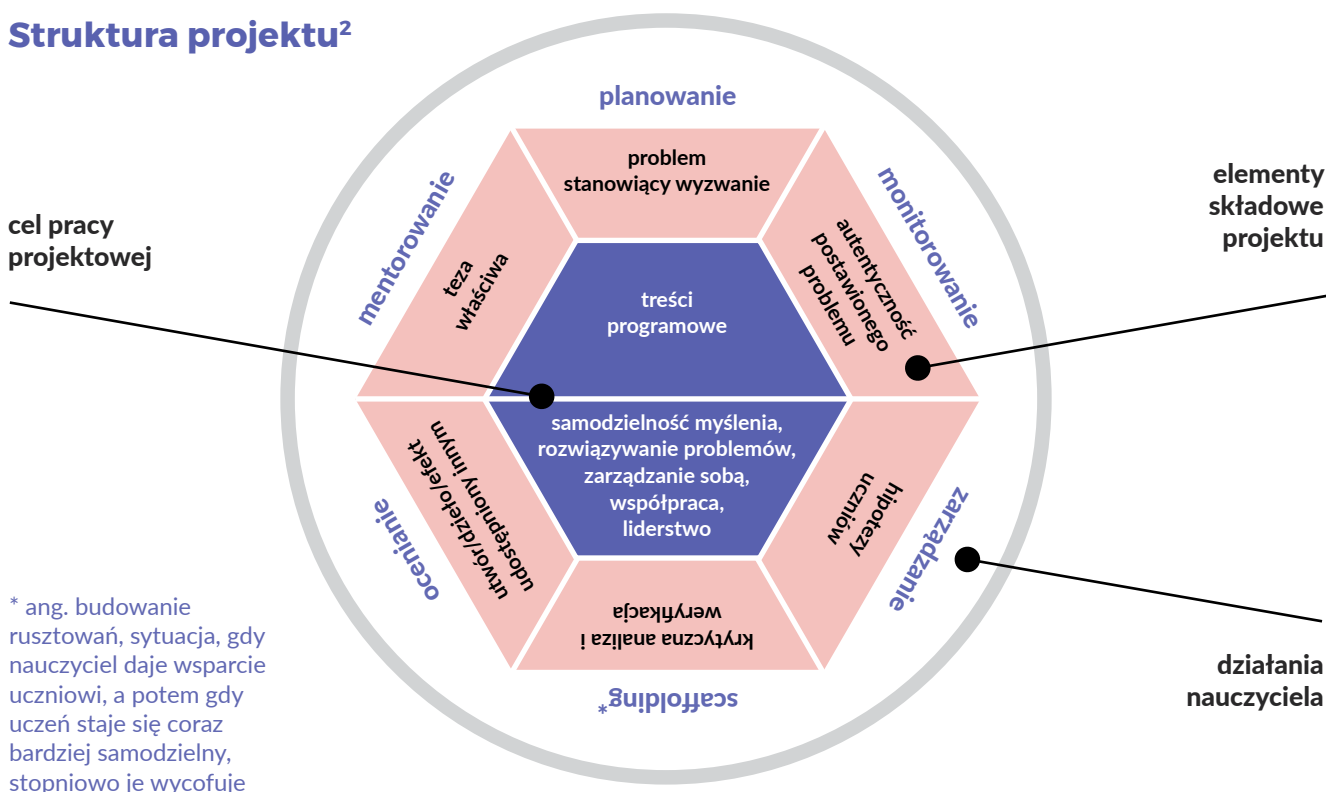 Struktura projektu²
planowanie
problem
stanowiący wyzwanie
monitorowanie
autentyczność
postawionego
problemu
elementy
składowe
projektu
cel pracy
projektowej
mentorowanie
teza
właściwa
treści
programowe
samodzielność myślenia,
rozwiązywanie problemów,
zarządzanie sobą,
współpraca,
liderstwo
hipotezy
uczniów
zarządzanie
działania
nauczyciela
krytyczna analiza i
weryfikacja
scaffolding*
utwór/dzieło/efekt
udostępniony innym
ocenianie
* ang. budowanie
rusztowań, sytuacja, gdy
nauczyciel daje wsparcie
uczniowi, a potem gdy
uczeń staje się coraz
bardziej samodzielny,
stopniowo je wycofuje